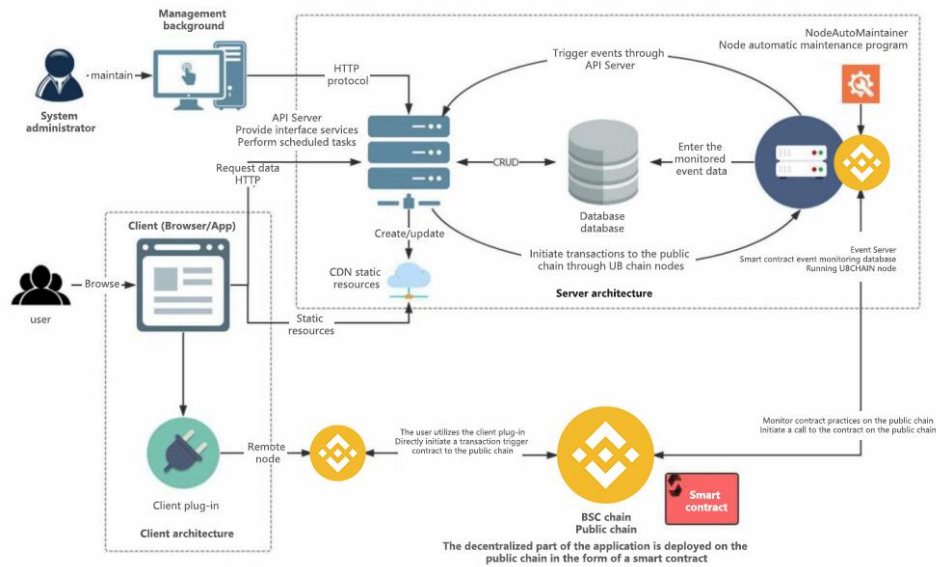 Management
background
NodeAutoMaintainer
Node automatic maintenance program
Trigger events through
API Server
maintain
HTTP
protocol
System
administrator
API Server
Provide interface services
Perform scheduled tasks
Request data
HTTP
CRUD
Enter the
monitored
event data
Database
database
Client (Browser/App)
Create/update
Initiate transactions to the public
chain through UB chain nodes
Event Server
Smart contract event monitoring database
Running UBCHAIN node
CDN static
resources
Server architecture
Browse
user
Static
resources
Monitor contract practices on the public chain
Initiate a call to the contract on the public chain
The user utilizes the client plug-in
Directly initiate a transaction trigger
contract to the public chain
Remote
node
Client plug-in
Client architecture
Smart
contract
BSC chain
Public chain
The decentralized part of the application is deployed on the
public chain in the form of a smart contract